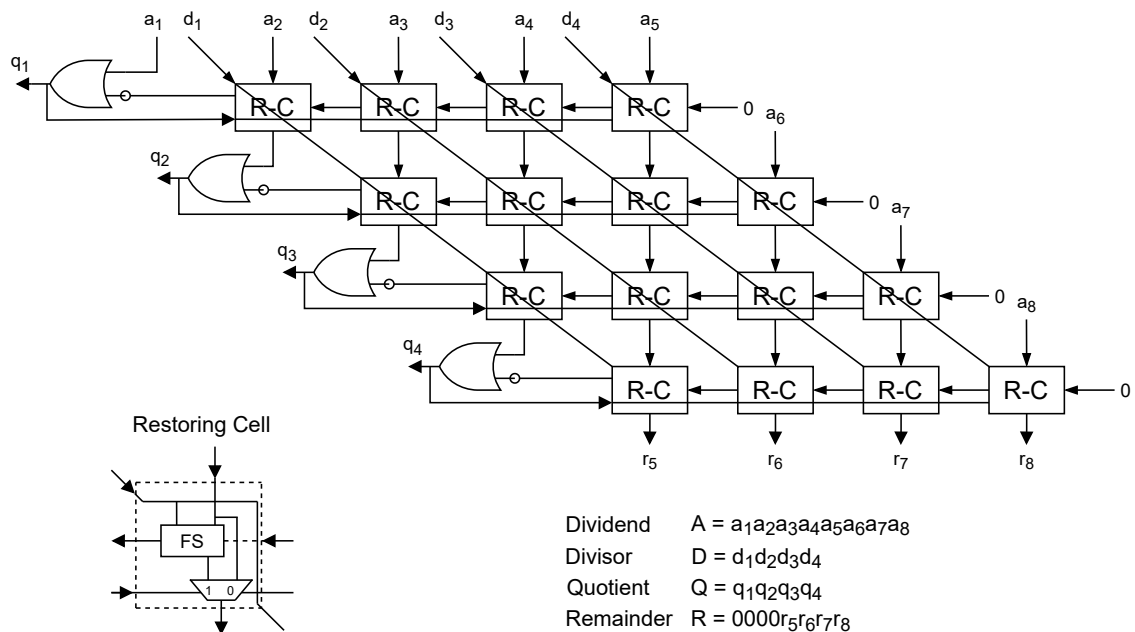 a1 d1 a2 d2 a3 d3 a4 d4 a5
q1
R-C R-C R-C R-C 0
a6
q2
R-C R-C R-C R-C 0
a7
q3
R-C R-C R-C R-C 0
a8
q4
R-C R-C R-C R-C 0
r5 r6 r7 r8
Restoring Cell
FS
1 0
Dividend A = a1a2a3a4a5a6a7a8
Divisor D = d1d2d3d4
Quotient Q = q1q2q3q4
Remainder R = 0000r5r6r7r8